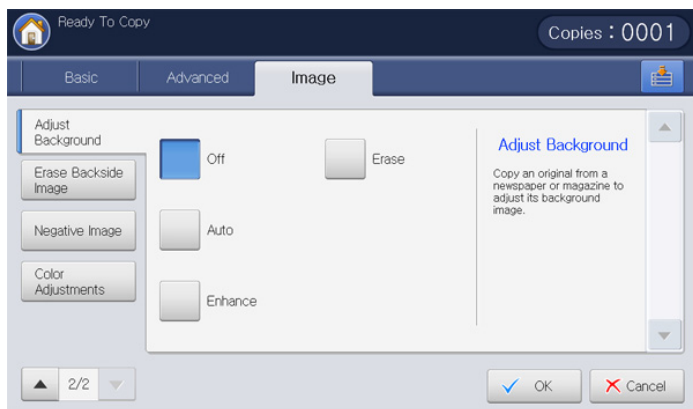 Ready To Copy
Copies : 0001
Basic
Advanced
Image
Adjust
Background
Erase Backside
Image
Negative Image
Color
Adjustments
2/2
Off
Erase
Auto
Enhance
Adjust Background
Copy an original from a
newspaper or magazine to
adjust its background
image.
OK
Cancel